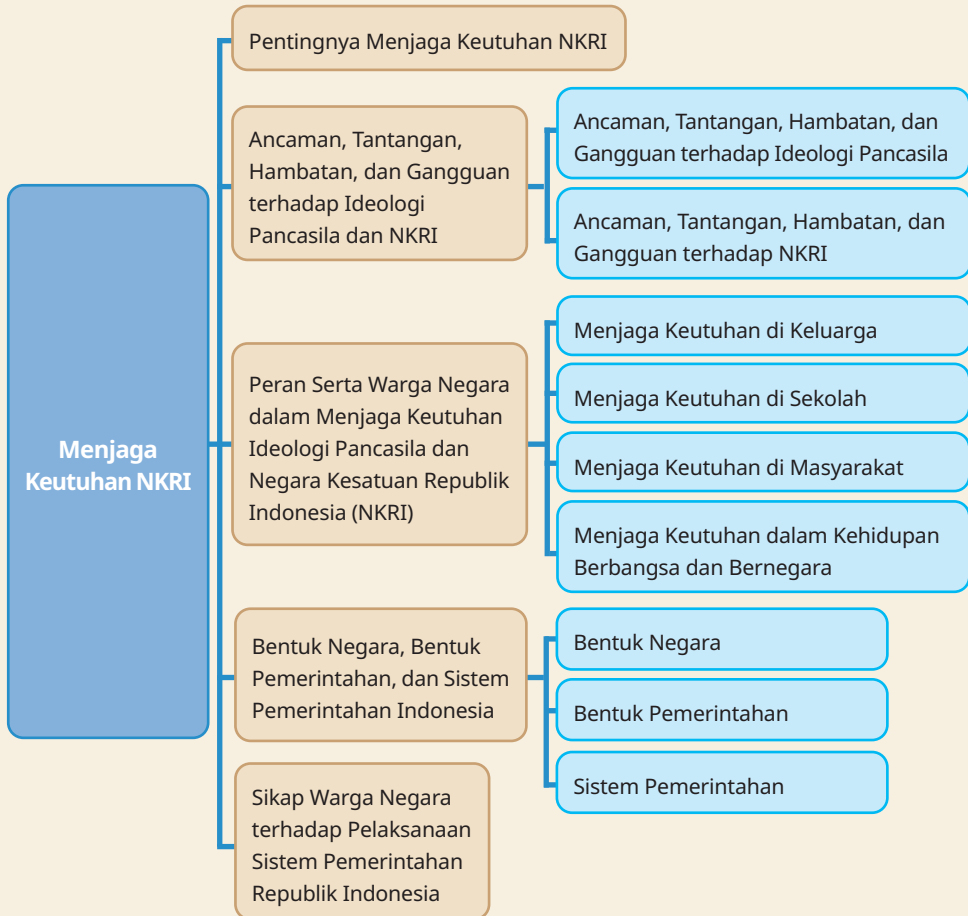 Menjaga
Keutuhan NKRI
Pentingnya Menjaga Keutuhan NKRI
Ancaman, Tantangan,
Hambatan, dan Gangguan
terhadap Ideologi
Pancasila dan NKRI
Ancaman, Tantangan, Hambatan, dan
Gangguan terhadap Ideologi Pancasila
Ancaman, Tantangan, Hambatan, dan
Gangguan terhadap NKRI
Peran Serta Warga Negara
dalam Menjaga Keutuhan
Ideologi Pancasila dan
Negara Kesatuan Republik
Indonesia (NKRI)
Menjaga Keutuhan di Keluarga
Menjaga Keutuhan di Sekolah
Menjaga Keutuhan di Masyarakat
Menjaga Keutuhan dalam Kehidupan
Berbangsa dan Bernegara
Bentuk Negara, Bentuk
Pemerintahan, dan Sistem
Pemerintahan Indonesia
Bentuk Negara
Bentuk Pemerintahan
Sistem Pemerintahan
Sikap Warga Negara
terhadap Pelaksanaan
Sistem Pemerintahan
Republik Indonesia